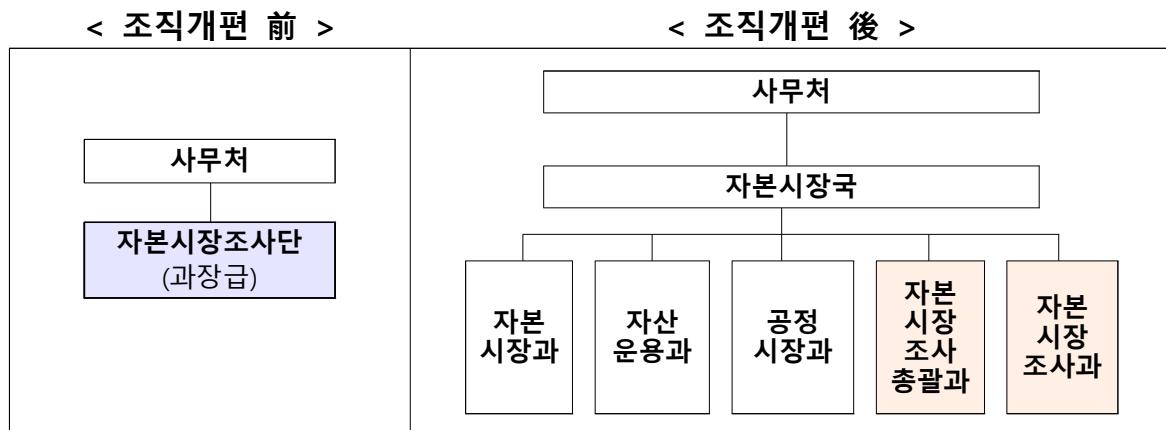 < 조직개편 前 >
< 조직개편 後 >
사무처
자본시장조사단
(과장급)
사무처
자본시장국
자본
시장과
자산
운용과
공정
시장과
자본
시장
조사
총괄과
자본
시장
조사과